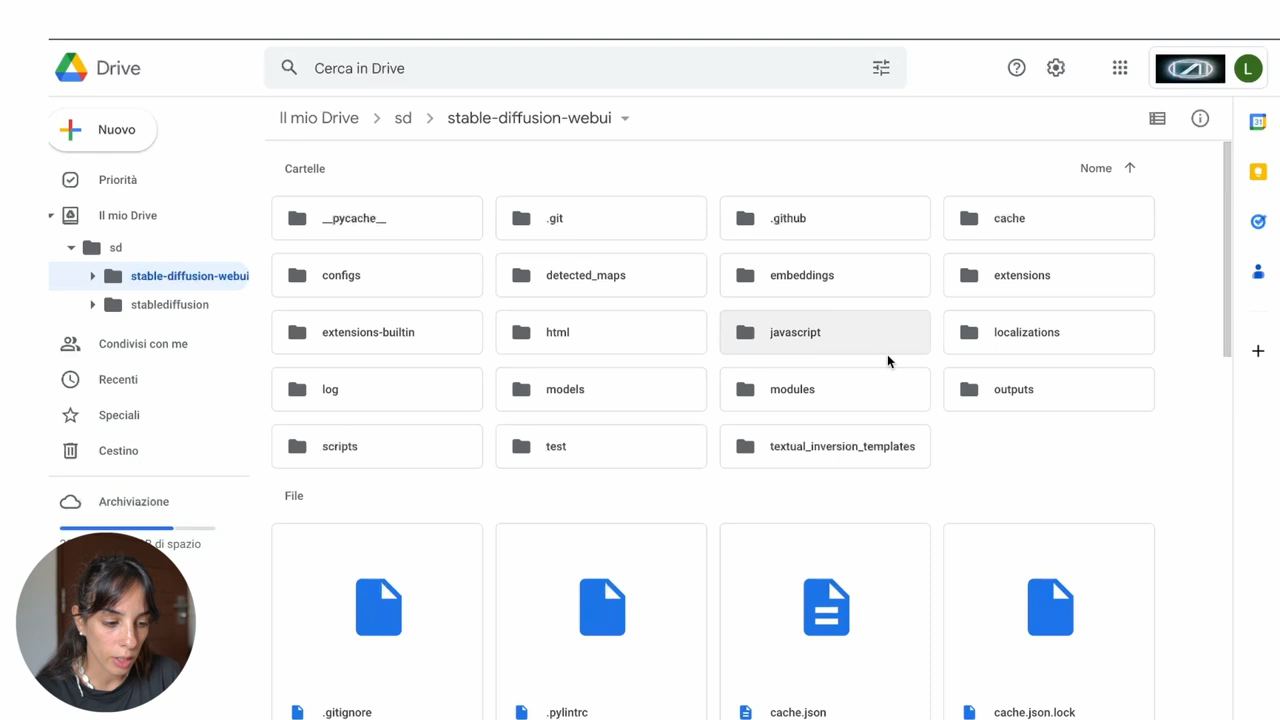 Drive
Cerca in Drive
L
Nuovo
Il mio Drive
sd
stable-diffusion-webui
Priorità
Il mio Drive
sd
stable-diffusion-webui
stablediffusion
Condivisi con me
Recenti
Speciali
Cestino
Archiviazione
di spazio
Cartelle
Nome
__pycache__
.git
.github
cache
configs
detected_maps
embeddings
extensions
extensions-builtin
html
javascript
localizations
log
models
modules
outputs
scripts
test
textual_inversion_templates
File
.gitignore
.pylintrc
cache.json
cache.json.lock
31